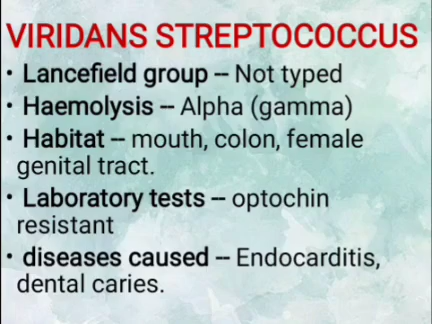 VIRIDANS STREPTOCOCCUS
• Lancefield group -- Not typed
• Haemolysis -- Alpha (gamma)
• Habitat -- mouth, colon, female
genital tract.
• Laboratory tests -- optochin
resistant
• diseases caused -- Endocarditis,
dental caries.